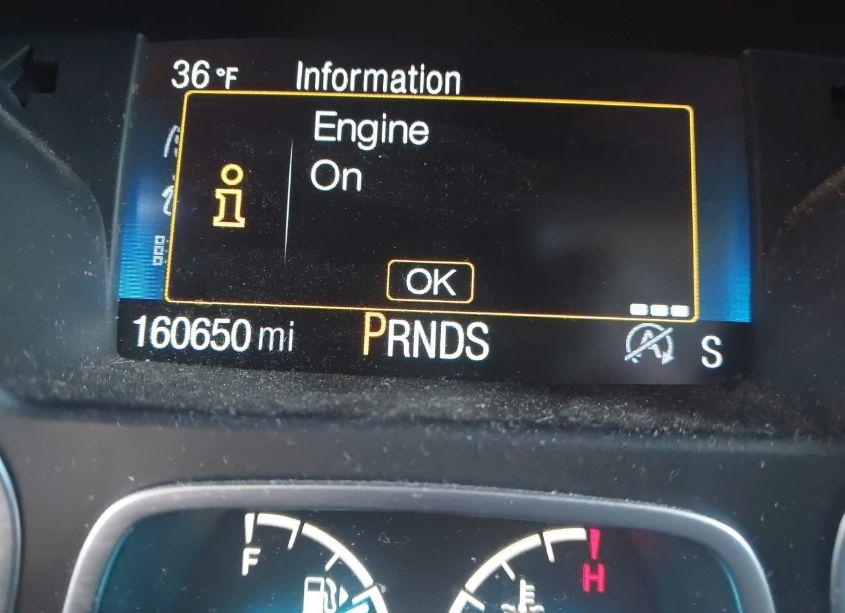 36°F Information
Engine
On
OK
160650 mi PRNDS A S
F H